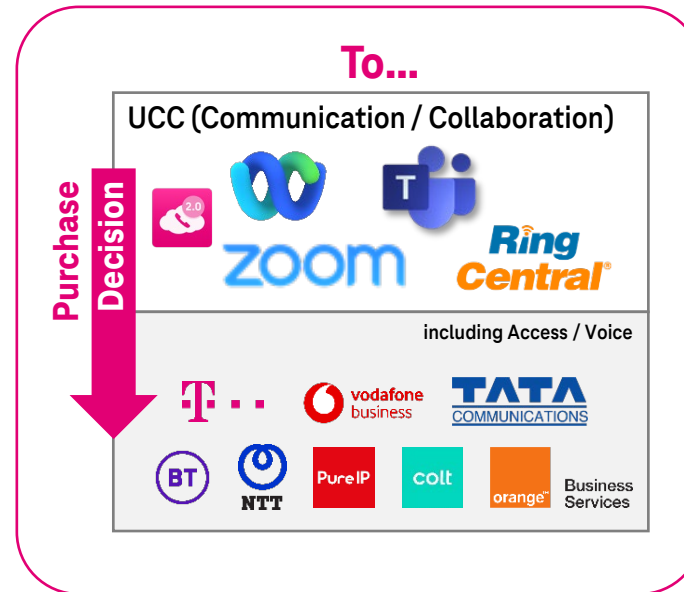 To...
UCC (Communication / Collaboration)
Purchase
Decision
2.0
T
zoom
Ring
Central®
including Access / Voice
T
vodafone
business
TATA
COMMUNICATIONS
BT
NTT
PureIP
colt
orange™
Business
Services